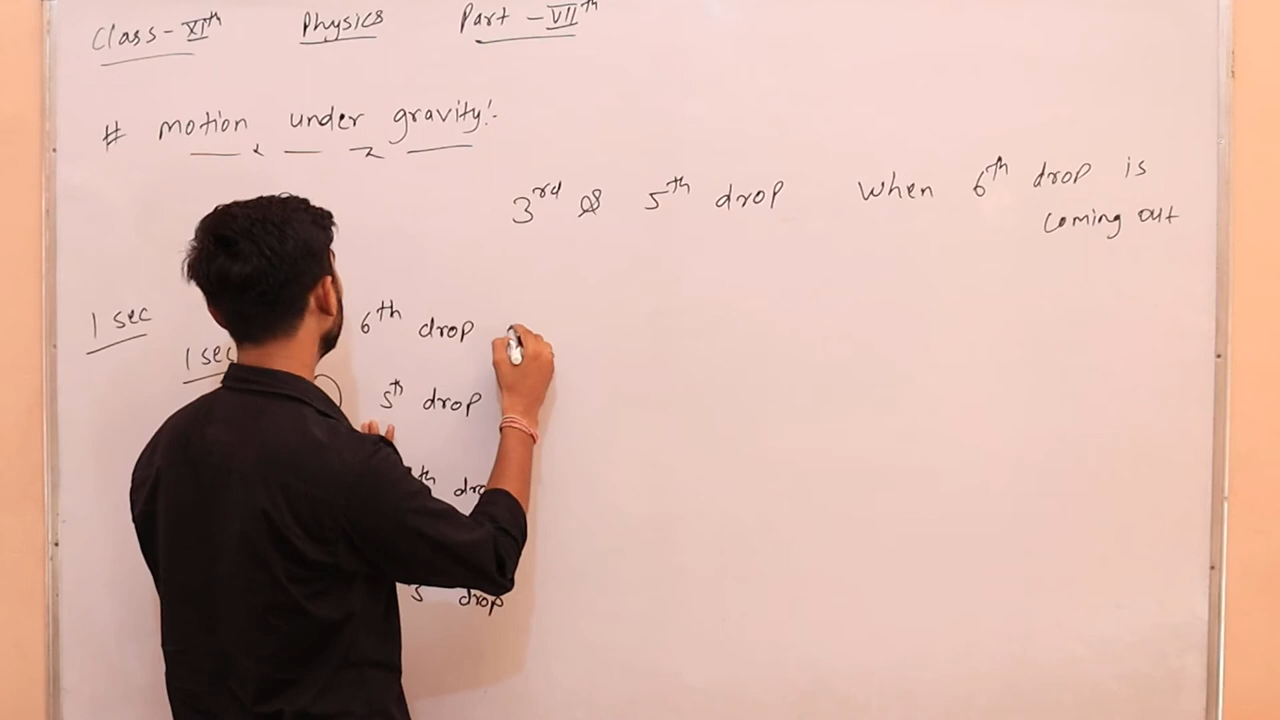 Class-XIth Physics Part-VIIth
# motion under gravity:-
3rd & 5th drop When 6th drop is
coming out
1 sec
1 sec
6th drop
5th drop
th
drop